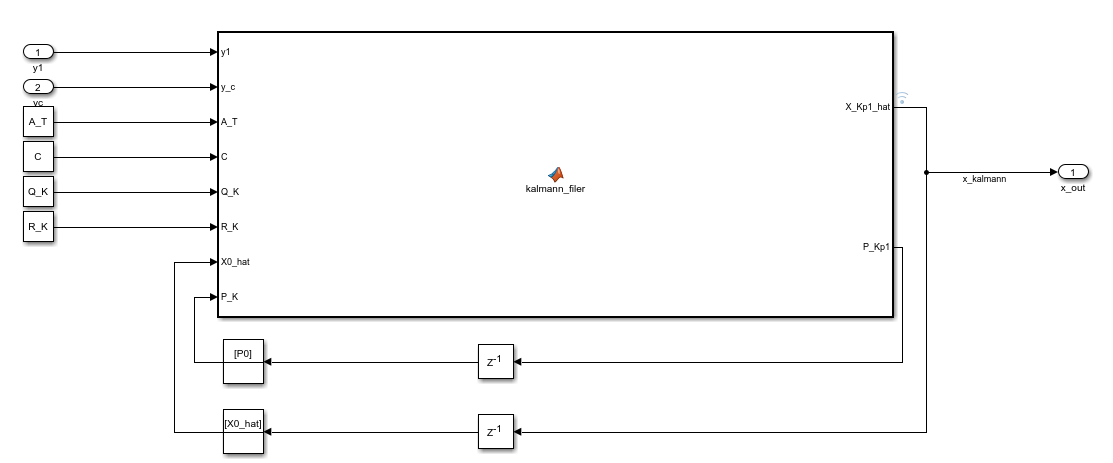 1
y1
2
yc
A_T
C
Q_K
R_K
y1
y_c
A_T
C
Q_K
R_K
X0_hat
P_K
kalmann_filer
X_Kp1_hat
P_Kp1
x_kalmann
1
x_out
[P0]
z-1
[X0_hat]
z-1